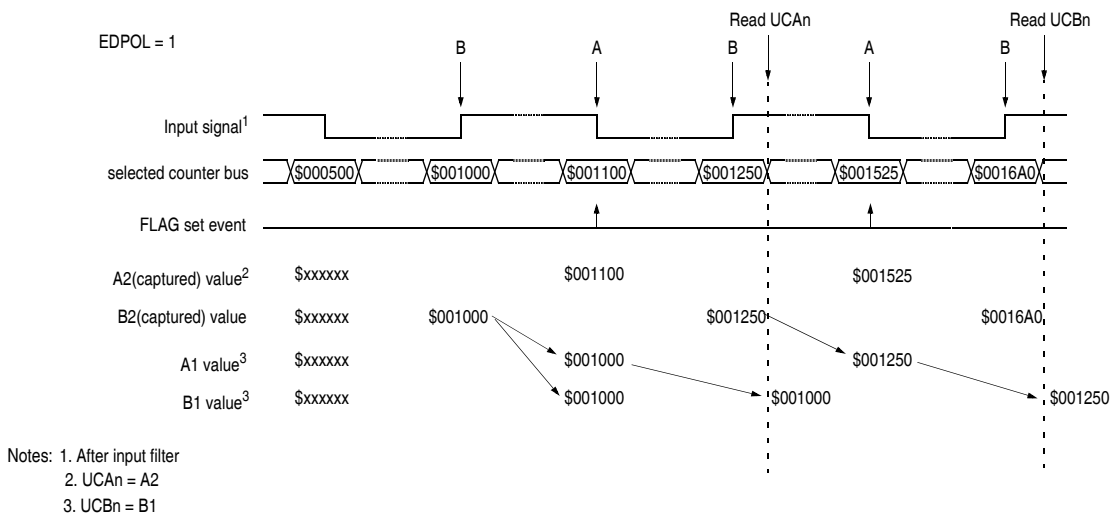 Read UCAn Read UCBn
EDPOL = 1
B A B A B
Input signal1
selected counter bus $000500 $001000 $001100 $001250 $001525 $0016A0
FLAG set event
A2(captured) value2 $xxxxxx $001100 $001525
B2(captured) value $xxxxxx $001000 $001250 $0016A0
A1 value3 $xxxxxx $001000 $001250
B1 value3 $xxxxxx $001000 $001000 $001250
Notes: 1. After input filter
2. UCAn = A2
3. UCBn = B1